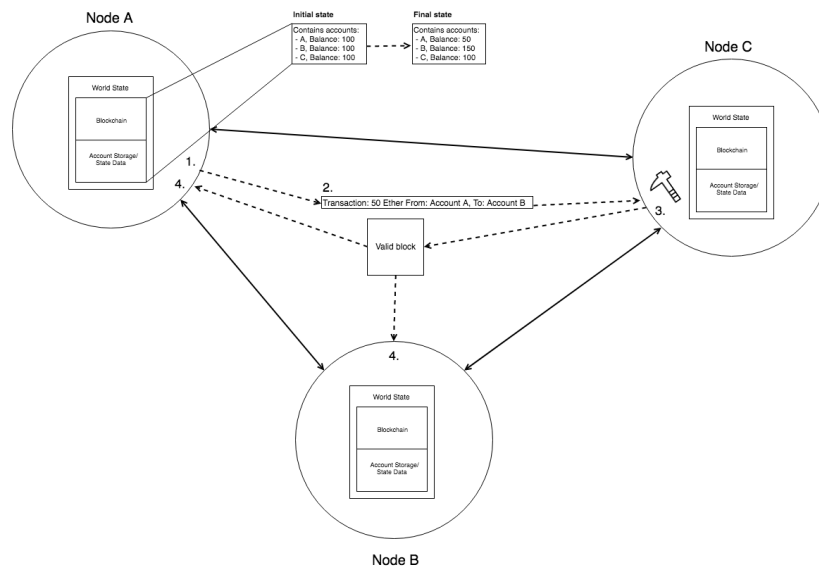 Node A
Initial state
Contains accounts:
- A, Balance: 100
- B, Balance: 100
- C, Balance: 100
Final state
Contains accounts:
- A, Balance: 50
- B, Balance: 150
- C, Balance: 100
Node C
World State
Blockchain
Account Storage/
State Data
World State
Blockchain
Account Storage/
State Data
1.
2.
4.
Transaction: 50 Ether From: Account A, To: Account B
3.
Valid block
4.
World State
Blockchain
Account Storage/
State Data
Node B